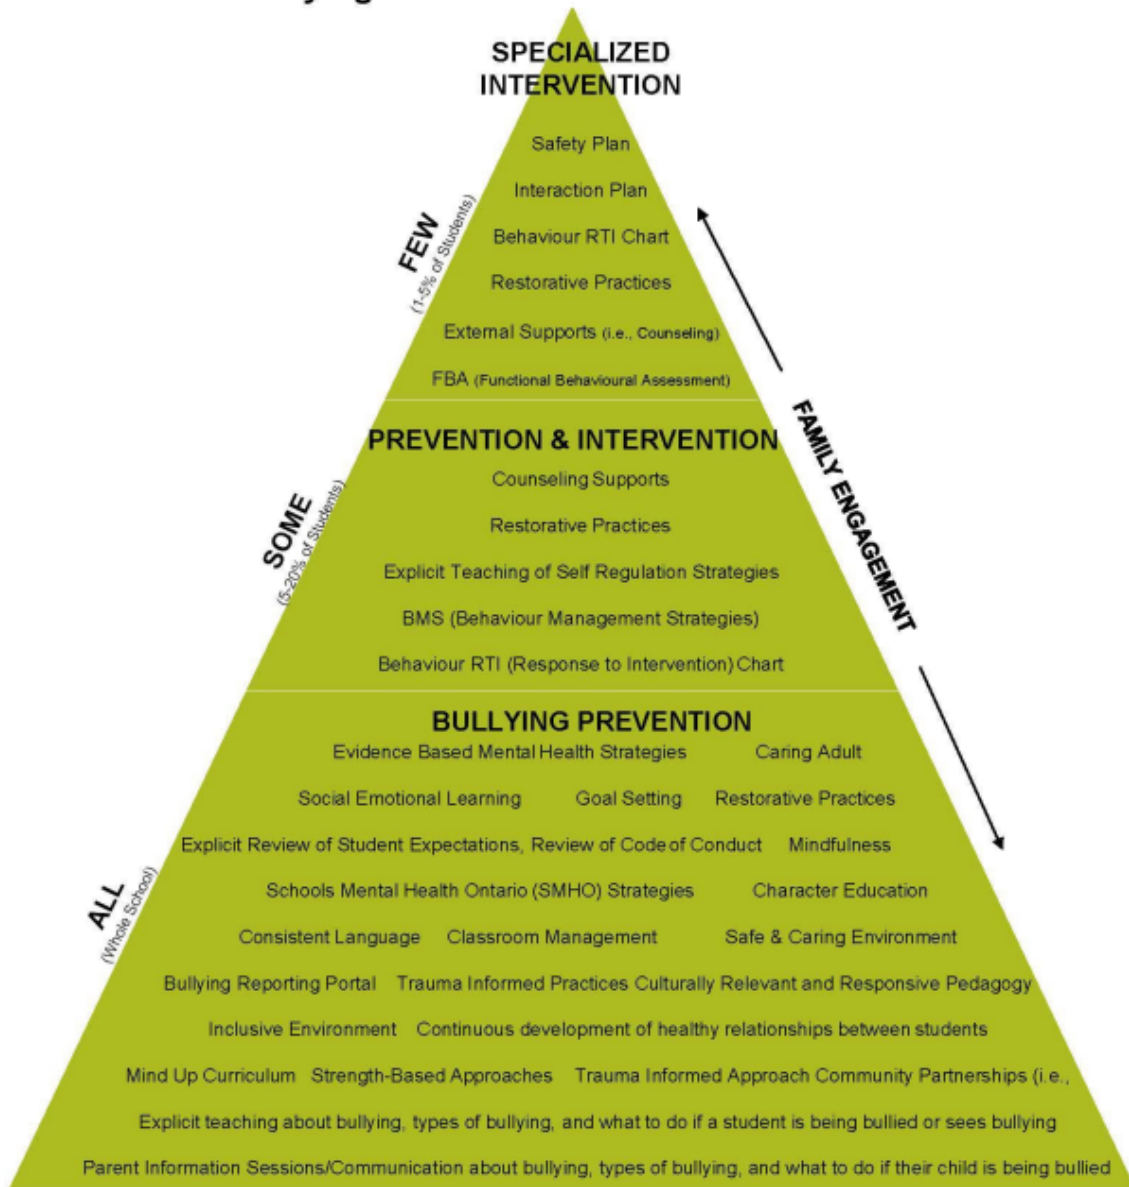 SPECIALIZED
INTERVENTION
Safety Plan
Interaction Plan
Behaviour RTI Chart
Restorative Practices
External Supports (i.e., Counseling)
FBA (Functional Behavioural Assessment)
FEW
(1-5% of Students)
PREVENTION & INTERVENTION
Counseling Supports
Restorative Practices
Explicit Teaching of Self Regulation Strategies
BMS (Behaviour Management Strategies)
Behaviour RTI (Response to Intervention) Chart
SOME
(5-20% of Students)
FAMILY ENGAGEMENT
BULLYING PREVENTION
Evidence Based Mental Health Strategies Caring Adult
Social Emotional Learning Goal Setting Restorative Practices
Explicit Review of Student Expectations, Review of Code of Conduct Mindfulness
Schools Mental Health Ontario (SMHO) Strategies Character Education
Consistent Language Classroom Management Safe & Caring Environment
Bullying Reporting Portal Trauma Informed Practices Culturally Relevant and Responsive Pedagogy
Inclusive Environment Continuous development of healthy relationships between students
Mind Up Curriculum Strength-Based Approaches Trauma Informed Approach Community Partnerships (i.e.,
Explicit teaching about bullying, types of bullying, and what to do if a student is being bullied or sees bullying
Parent Information Sessions/Communication about bullying, types of bullying, and what to do if their child is being bullied
ALL
(Whole School)